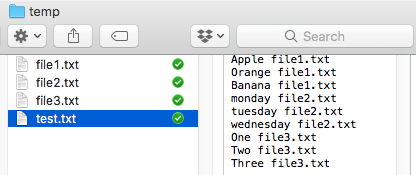 temp
Search
file1.txt
file2.txt
file3.txt
test.txt
Apple file1.txt
Orange file1.txt
Banana file1.txt
monday file2.txt
tuesday file2.txt
wednesday file2.txt
One file3.txt
Two file3.txt
Three file3.txt